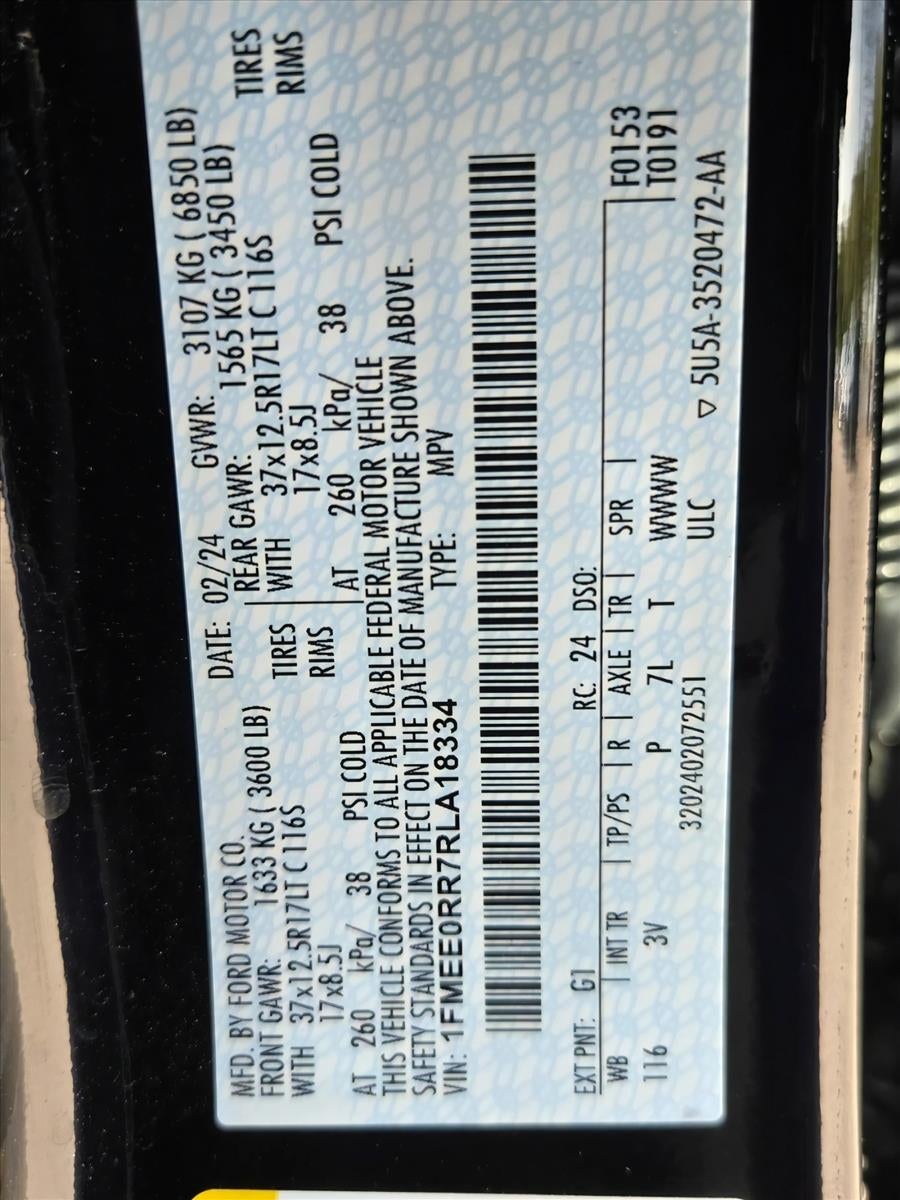 MFD. BY FORD MOTOR CO. DATE: 02/24 GVWR: 3107 KG ( 6850 LB)
FRONT GAWR: 1633 KG ( 3600 LB) REAR GAWR: 1565 KG ( 3450 LB)
WITH 37x12.5R17LT C 116S TIRES WITH 37x12.5R17LT C 116S TIRES
17x8.5J RIMS 17x8.5J RIMS
AT 260 kPa/ 38 PSI COLD AT 260 kPa/ 38 PSI COLD
THIS VEHICLE CONFORMS TO ALL APPLICABLE FEDERAL MOTOR VEHICLE
SAFETY STANDARDS IN EFFECT ON THE DATE OF MANUFACTURE SHOWN ABOVE.
VIN: 1FMEE0RR7RLA18334 TYPE: MPV
EXT PNT: G1 RC: 24 DSO:
WB | INT TR | TP/PS | R | AXLE | TR | SPR | F0153
116 3V P 7L T WWWW T0191
3202402072551 ULC ▽ 5U5A-3520472-AA